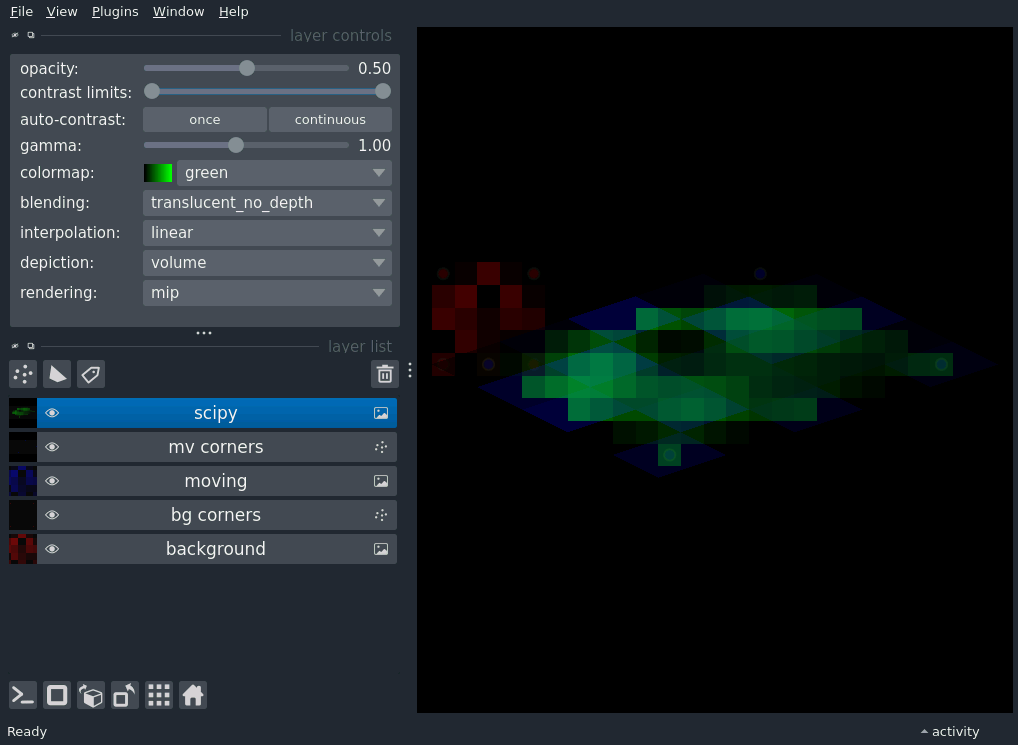 File View Plugins Window Help
layer controls
opacity: 0.50
contrast limits:
auto-contrast: once continuous
gamma: 1.00
colormap: green
blending: translucent_no_depth
interpolation: linear
depiction: volume
rendering: mip
layer list
scipy
mv corners
moving
bg corners
background
Ready activity